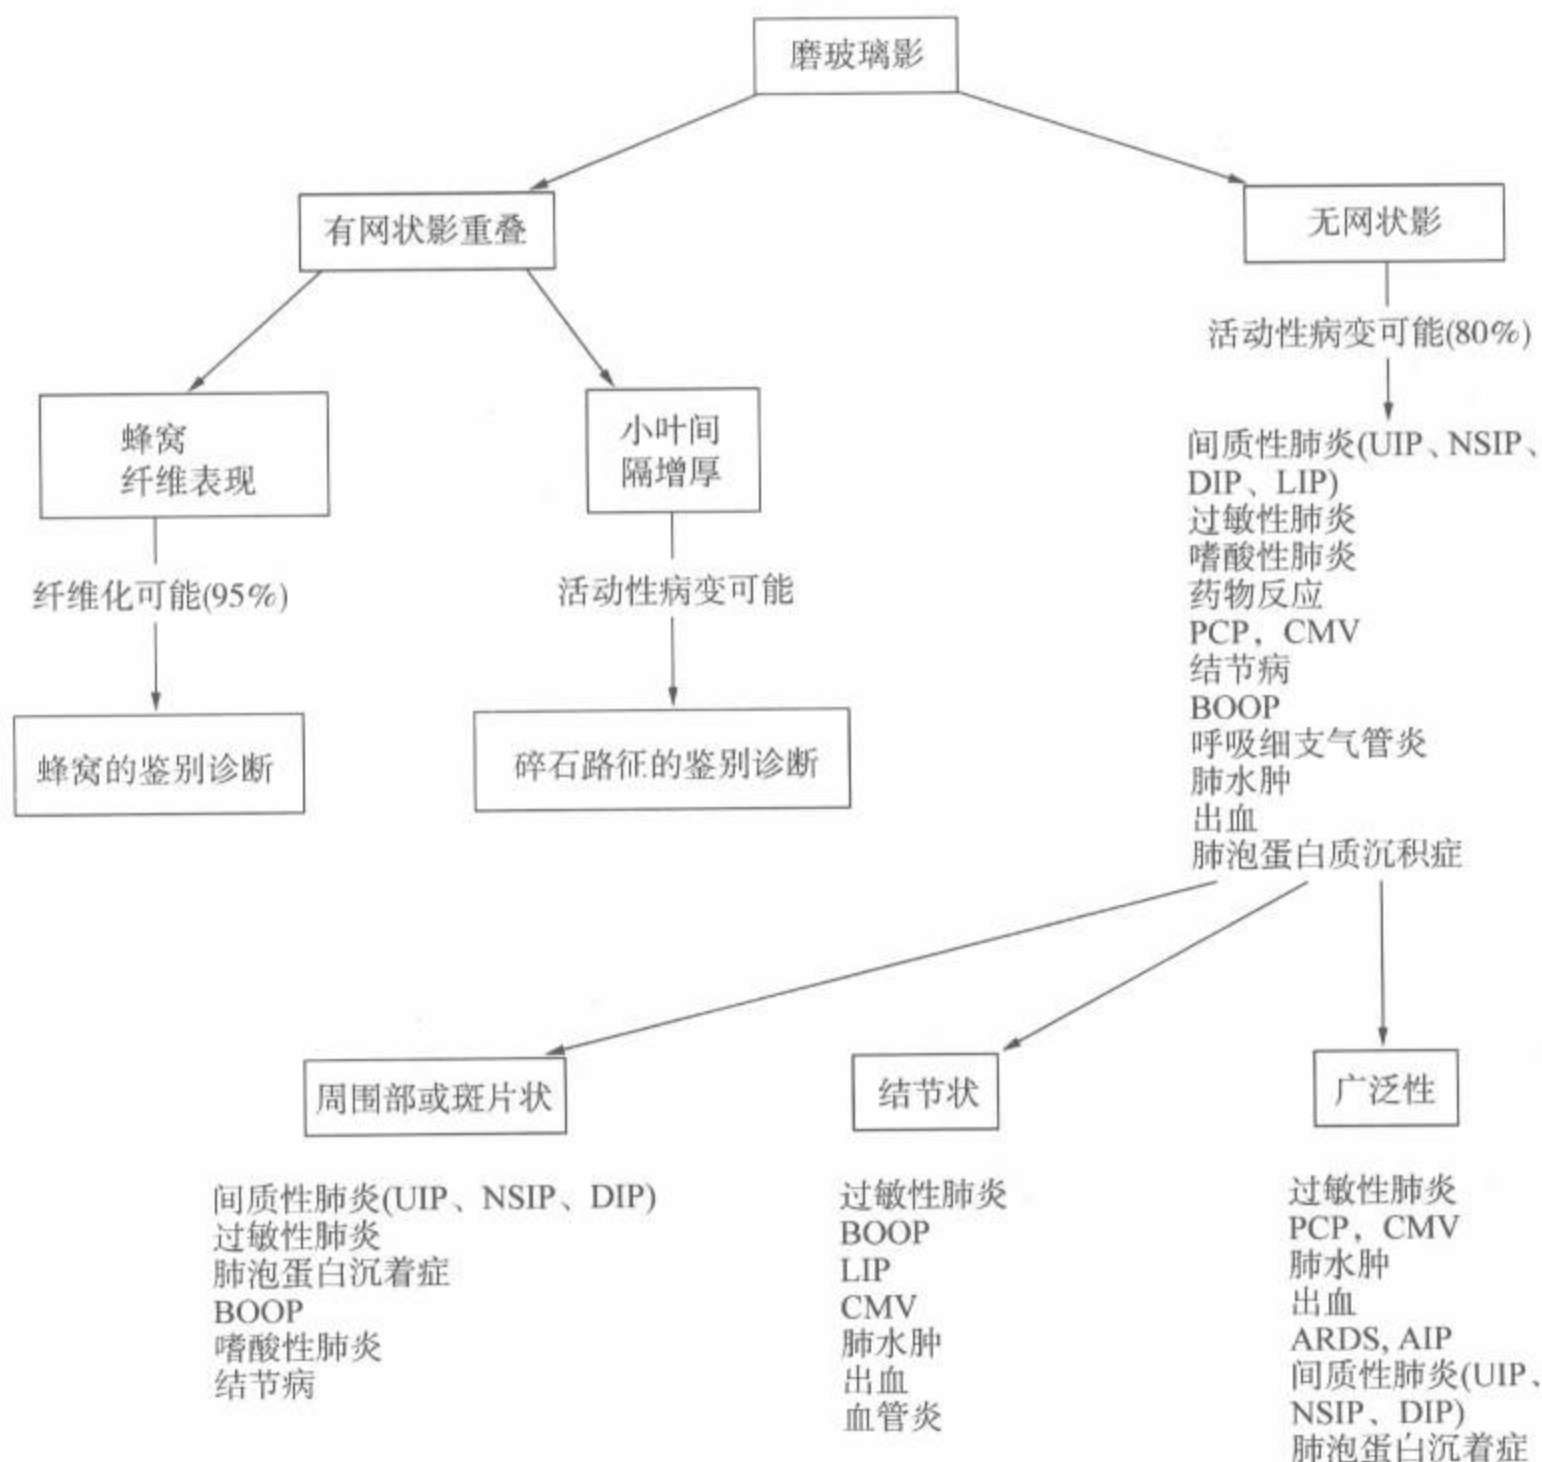 磨玻璃影
有网状影重叠
无网状影
活动性病变可能(80%)
蜂窝
纤维表现
小叶间
隔增厚
间质性肺炎(UIP、NSIP、
DIP、LIP)
过敏性肺炎
嗜酸性肺炎
药物反应
PCP，CMV
结节病
BOOP
呼吸细支气管炎
肺水肿
出血
肺泡蛋白质沉积症
纤维化可能(95%)
活动性病变可能
蜂窝的鉴别诊断
碎石路征的鉴别诊断
周围部或斑片状
间质性肺炎(UIP、NSIP、DIP)
过敏性肺炎
肺泡蛋白沉着症
BOOP
嗜酸性肺炎
结节病
结节状
过敏性肺炎
BOOP
LIP
CMV
肺水肿
出血
血管炎
广泛性
过敏性肺炎
PCP，CMV
肺水肿
出血
ARDS, AIP
间质性肺炎(UIP、
NSIP、DIP)
肺泡蛋白沉着症